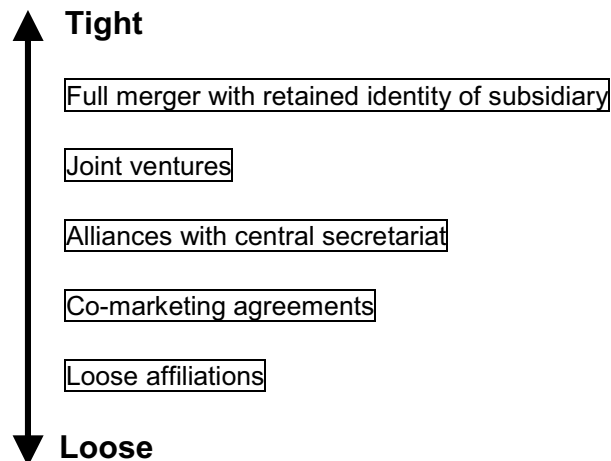 Tight
Full merger with retained identity of subsidiary
Joint ventures
Alliances with central secretariat
Co-marketing agreements
Loose affiliations
Loose